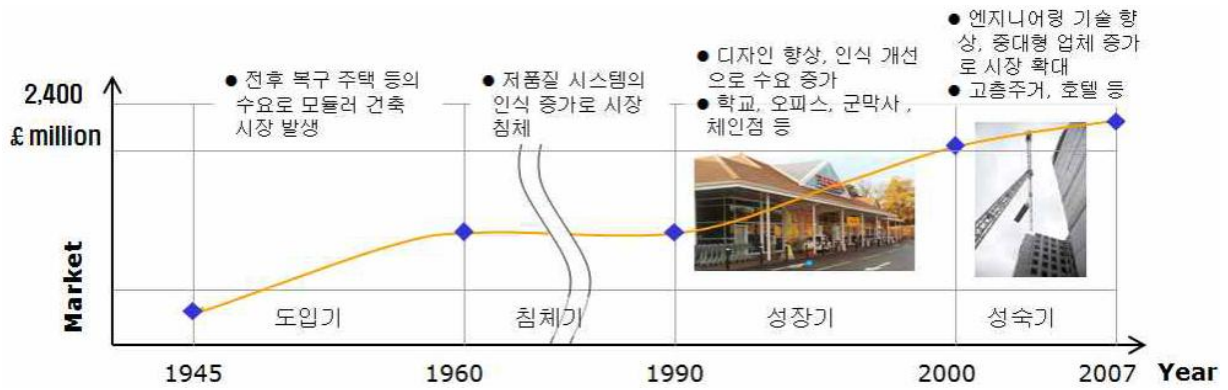 ● 엔지니어링 기술 향
상, 중대형 업체 증가
로 시장 확대
● 고층주거, 호텔 등
● 디자인 향상, 인식 개선
으로 수요 증가
● 학교, 오피스, 군막사 ,
체인점 등
● 저품질 시스템의
인식 증가로 시장
침체
● 전후 복구 주택 등의
수요로 모듈러 건축
시장 발생
2,400
£ million
Market
도입기
침체기
성장기
성숙기
1945
1960
1990
2000
2007
Year